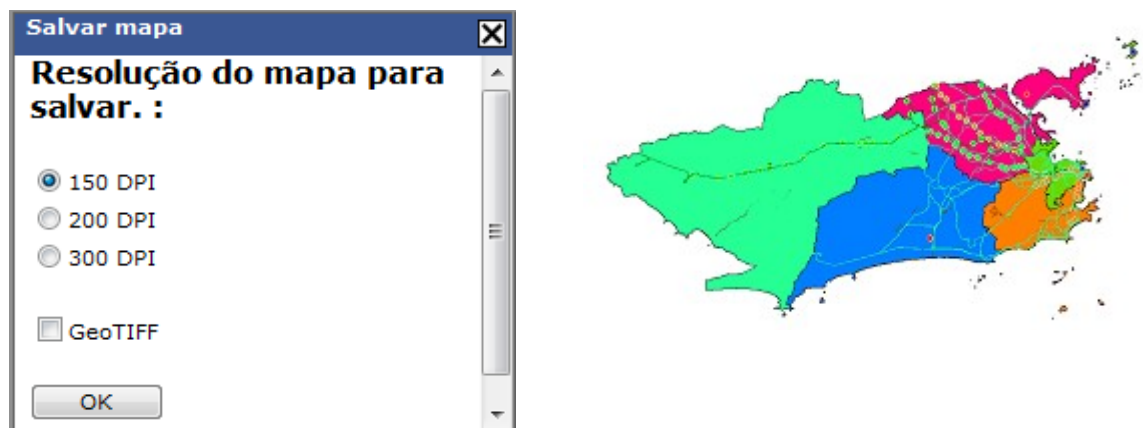 Salvar mapa
Resolução do mapa para
salvar. :
150 DPI
200 DPI
300 DPI
GeoTIFF
OK